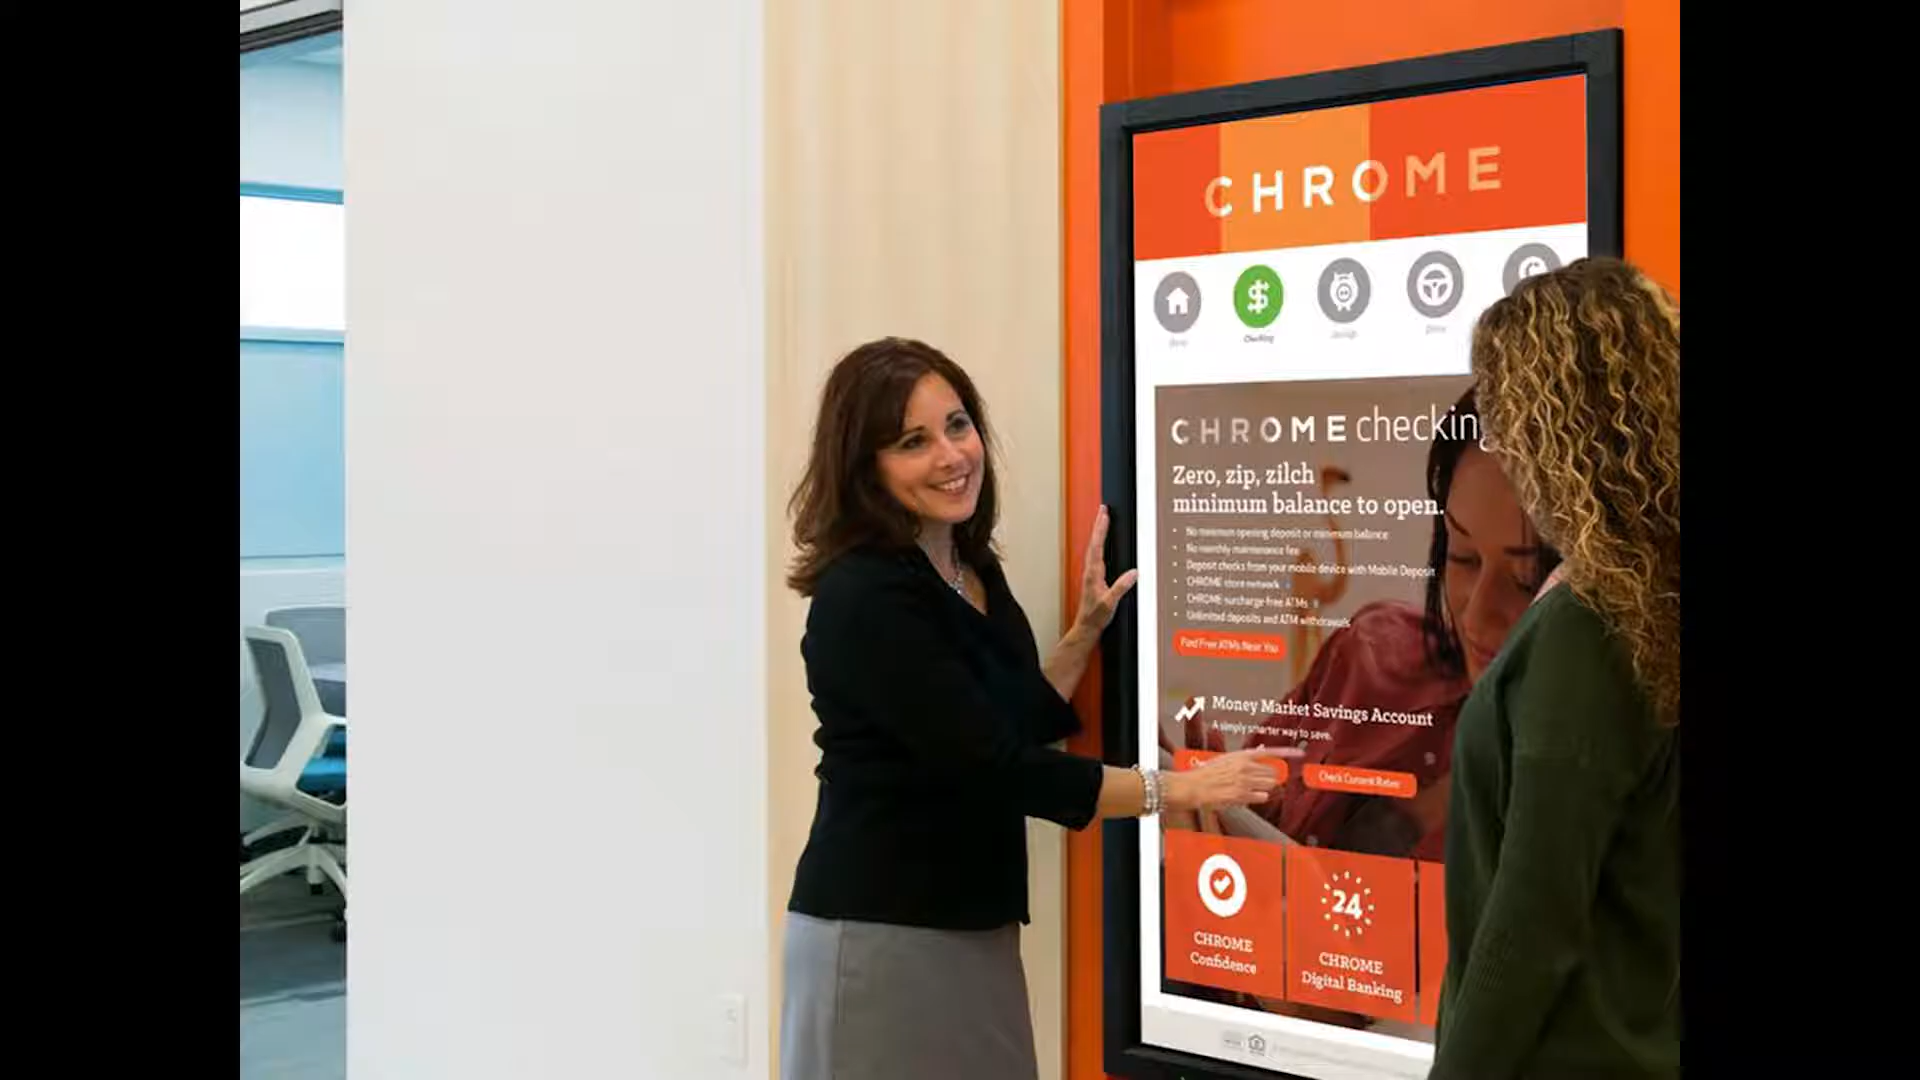 CHROME
Checking
CHROME checking
Zero, zip, zilch
minimum balance to open.
No minimum opening deposit or minimum balance
No monthly maintenance fee
Deposit checks from your mobile device with Mobile Deposit
CHROME store network
CHROME surcharge-free ATMs
Unlimited deposits and ATM withdrawals
Find Free ATMs Near You
Money Market Savings Account
A simply smarter way to save.
Check Current Rates
24
CHROME
Confidence
CHROME
Digital Banking